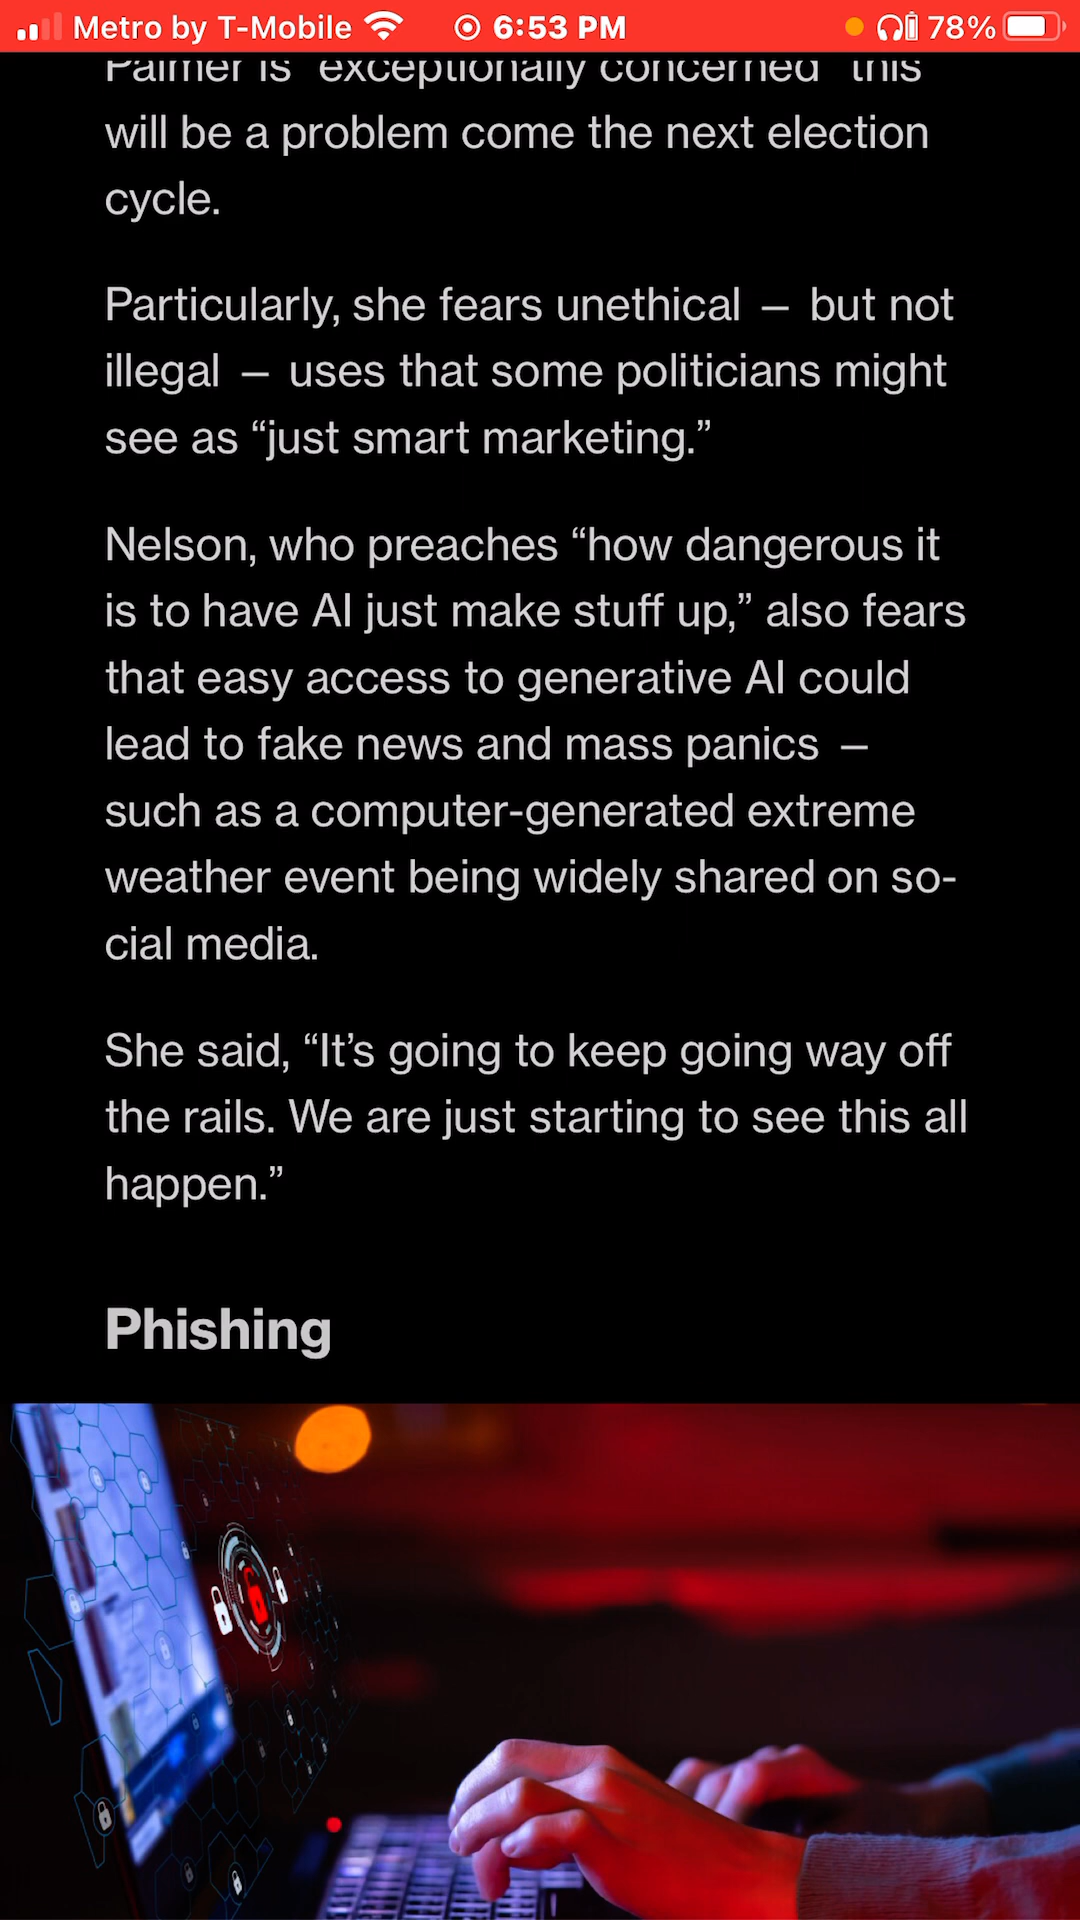 Metro by T-Mobile 6:53 PM 78%
Palmer is “exceptionally concerned” this
will be a problem come the next election
cycle.
Particularly, she fears unethical — but not
illegal — uses that some politicians might
see as “just smart marketing.”
Nelson, who preaches “how dangerous it
is to have AI just make stuff up,” also fears
that easy access to generative AI could
lead to fake news and mass panics —
such as a computer-generated extreme
weather event being widely shared on so-
cial media.
She said, “It’s going to keep going way off
the rails. We are just starting to see this all
happen.”
Phishing